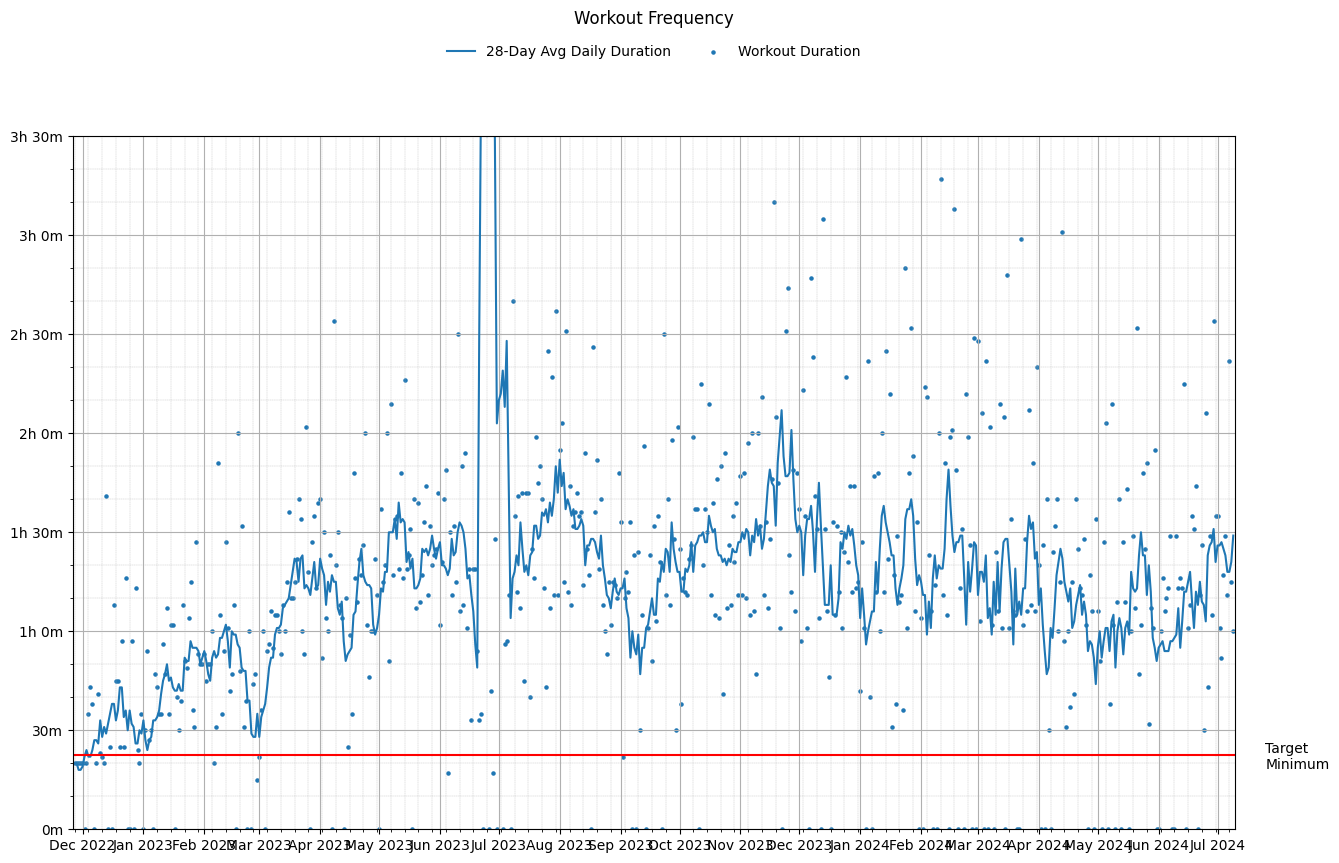 Workout Frequency
28-Day Avg Daily Duration
Workout Duration
3h 30m
3h 0m
2h 30m
2h 0m
1h 30m
1h 0m
30m
0m
Target
Minimum
Dec 2022
Jan 2023
Feb 2023
Mar 2023
Apr 2023
May 2023
Jun 2023
Jul 2023
Aug 2023
Sep 2023
Oct 2023
Nov 2023
Dec 2023
Jan 2024
Feb 2024
Mar 2024
Apr 2024
May 2024
Jun 2024
Jul 2024